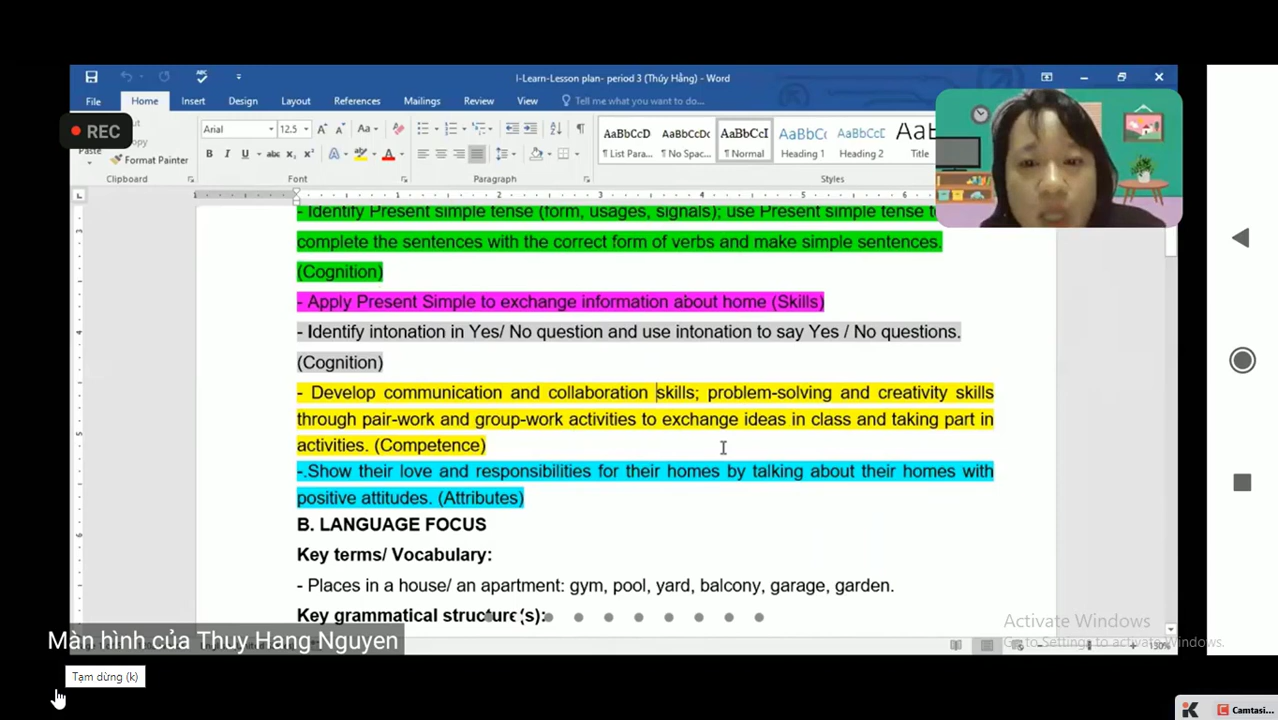 I-Learn-Lesson plan- period 3 (Thúy Hằng) - Word
File Home Insert Design Layout References Mailings Review View Tell me what you want to do...
REC
Arial 12.5
Paste
Copy
Format Painter
Clipboard Font Paragraph Styles
AaBbCcD AaBbCcDc AaBbCcI AaBbC( AaBbCcD AaB
¶ List Para... ¶ No Spac... ¶ Normal Heading 1 Heading 2 Title
- Identify Present simple tense (form, usages, signals); use Present simple tense
complete the sentences with the correct form of verbs and make simple sentences.
(Cognition)
- Apply Present Simple to exchange information about home (Skills)
- Identify intonation in Yes/ No question and use intonation to say Yes / No questions.
(Cognition)
- Develop communication and collaboration skills; problem-solving and creativity skills
through pair-work and group-work activities to exchange ideas in class and taking part in
activities. (Competence)
-.Show their love and responsibilities for their homes by talking about their homes with
positive attitudes. (Attributes)
B. LANGUAGE FOCUS
Key terms/ Vocabulary:
- Places in a house/ an apartment: gym, pool, yard, balcony, garage, garden.
Key grammatical structure(s):
Activate Windows
Go to Settings to activate Windows.
130%
Màn hình của Thuy Hang Nguyen
Tạm dừng (k)
Camtasi...